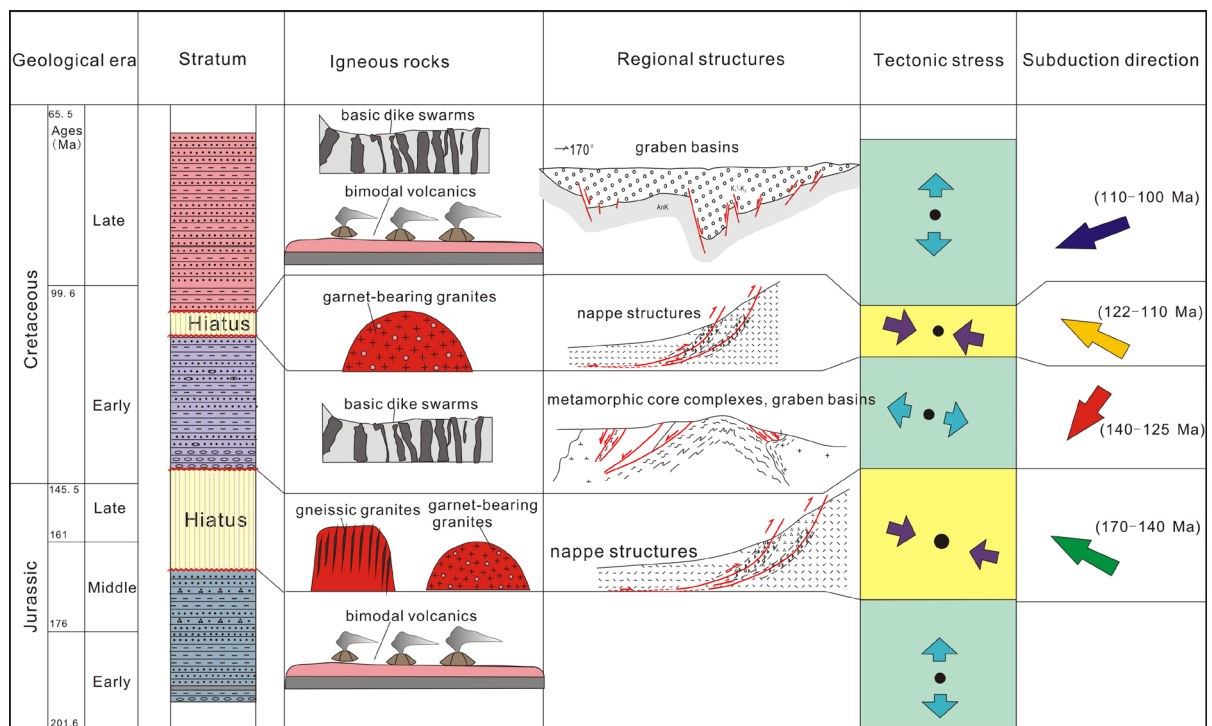 Geological era
Stratum
Igneous rocks
Regional structures
Tectonic stress
Subduction direction
65.5
Ages
(Ma)
Cretaceous
Late
99.6
Early
Jurassic
145.5
Late
161
Middle
176
Early
201.6
Hiatus
Hiatus
basic dike swarms
bimodal volcanics
garnet-bearing granites
basic dike swarms
gneissic granites
garnet-bearing
granites
bimodal volcanics
170°
graben basins
AnK
nappe structures
metamorphic core complexes, graben basins
nappe structures
(110-100 Ma)
(122-110 Ma)
(140-125 Ma)
(170-140 Ma)